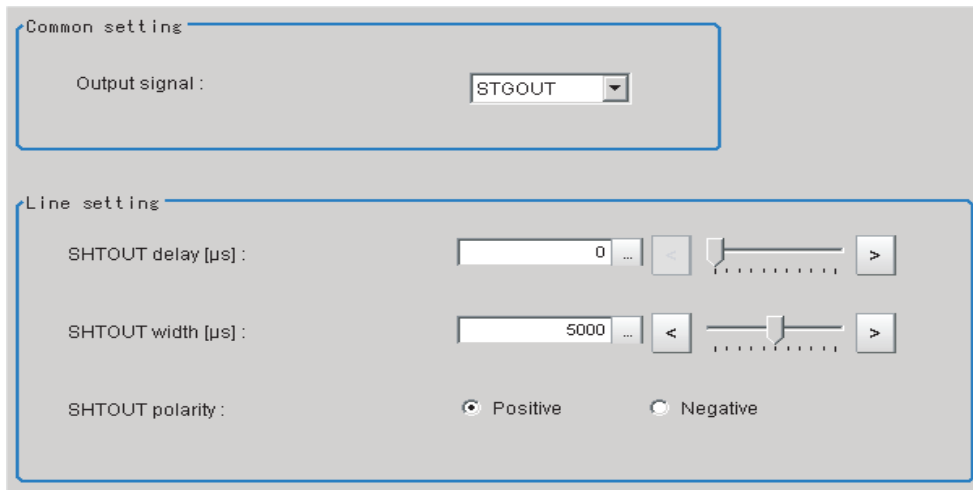 Common setting
Output signal : STGOUT
Line setting
SHTOUT delay [µs] : 0 ... < >
SHTOUT width [µs] : 5000 ... < >
SHTOUT polarity : Positive Negative